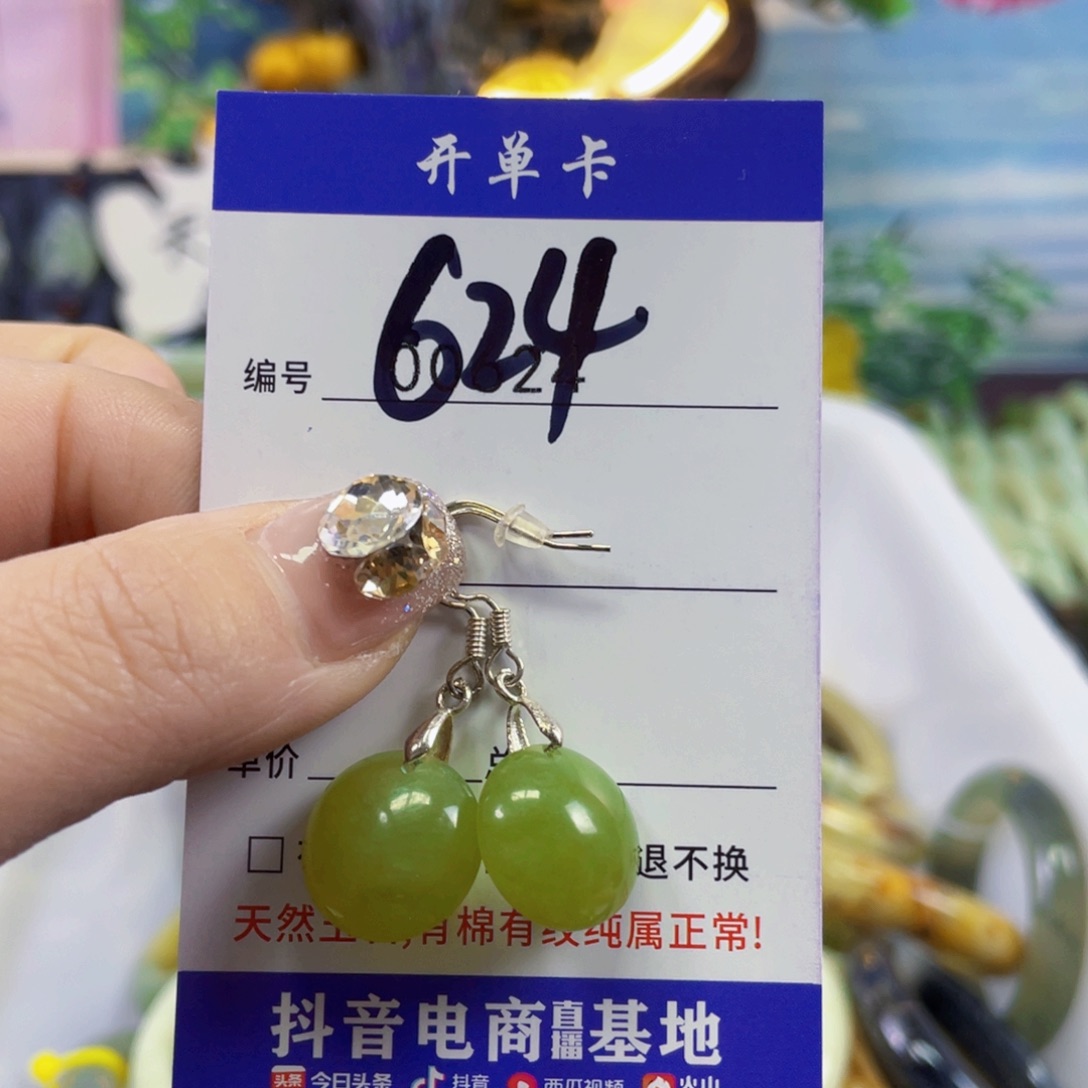 开单卡
624
编号 00624
单价 总
退不换
天然玉石,有棉有纹纯属正常!
抖音电商直播基地
头条 今日头条 抖音 西瓜视频 火山